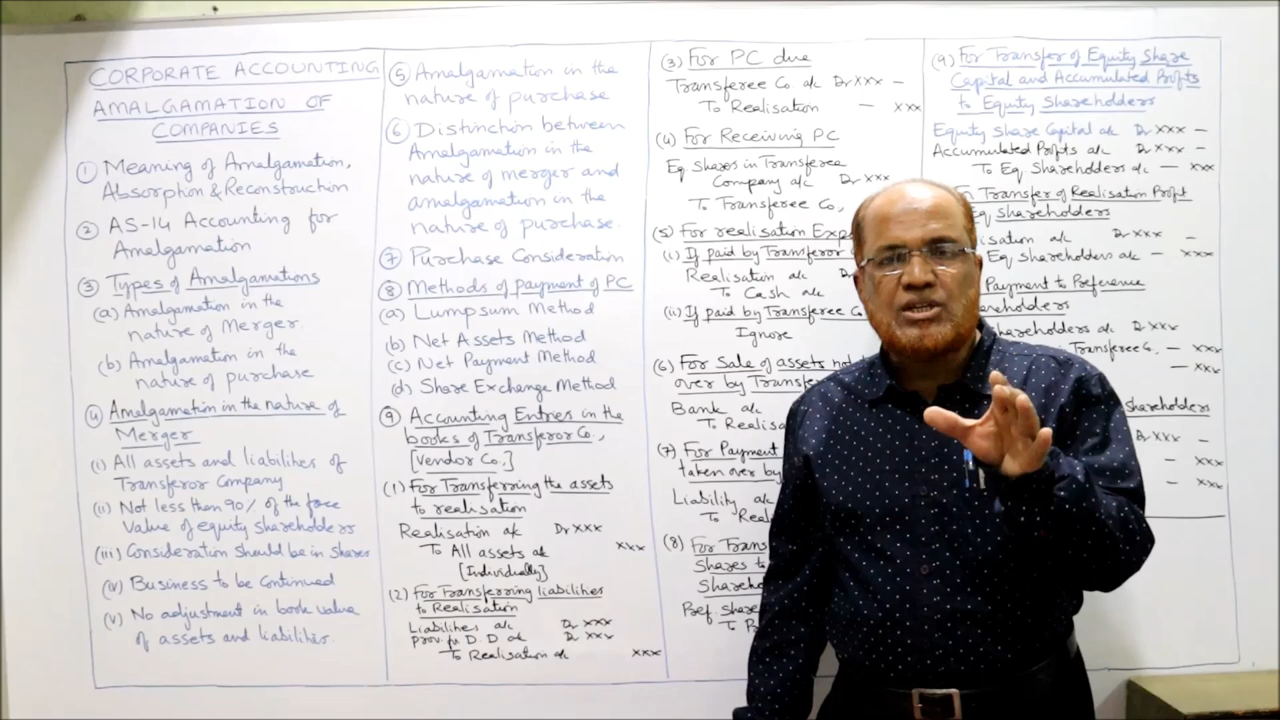 CORPORATE ACCOUNTING
AMALGAMATION OF
COMPANIES
① Meaning of Amalgamation,
Absorption & Reconstruction
② AS-14 Accounting for
Amalgamation
③ Types of Amalgamations
(a) Amalgamation in the
nature of Merger.
(b) Amalgamation in the
nature of purchase
④ Amalgamation in the nature of
Merger
(i) All assets and liabilities of
Transferor Company
(ii) Not less then 90% of the face
Value of equity shareholders
(iii) Consideration should be in shares
(iv) Business to be continued
(v) No adjustment in book value
of assets and liabilities.
⑤ Amalgamation in the
nature of purchase
⑥ Distinction between
Amalgamation in the
nature of merger and
amalgamation in the
nature of purchase.
⑦ Purchase Consideration
⑧ Methods of payment of PC
(a) Lumpsum Method
(b) Net Assets Method
(c) Net Payment Method
(d) Share Exchange Method
⑨ Accounting Entries in the
books of Transferor Co.,
[Vendor Co.]
(1) For Transferring the assets
to realisation
Realisation a/c Dr xxx
To All assets a/c xxx
[Individually]
(2) For Transferring liabilities
to Realisation
Liabilities a/c Dr xxx
prov. for D.D a/c Dr xxx
To Realisation a/c xxx
(3) For PC due
Transferee Co a/c Dr xxx –
To Realisation – xxx
(4) For Receiving PC
Eq Shares in Transferee
Company a/c Dr xxx
To Transferee Co.,
(5) For realisation
(i) If paid by Transferor
Realisation a/c
To Cash a/c
(ii) If paid by Transferee Co
Ignore
(6) For Sale of assets
over by
Bank a/c
To
(7) For Payment
taken over by
Liability a/c
To
(8) For
Shares to
Pref.
To
(9) For Transfer of Equity Share
Capital and Accumulated Profits
to Equity Shareholders
Equity Share Capital a/c Dr xxx –
Accumulated Profits a/c Dr xxx –
To Eq Shareholders a/c – xxx
Transfer of Realisation Profit
Shareholders
a/c Dr xxx –
Eq shareholders a/c – xxx
Payment to Preference
a/c Dr xxx
Transferee Co. – xxx
– xxx
shareholders
Dr xxx –
– xxx
– xxx